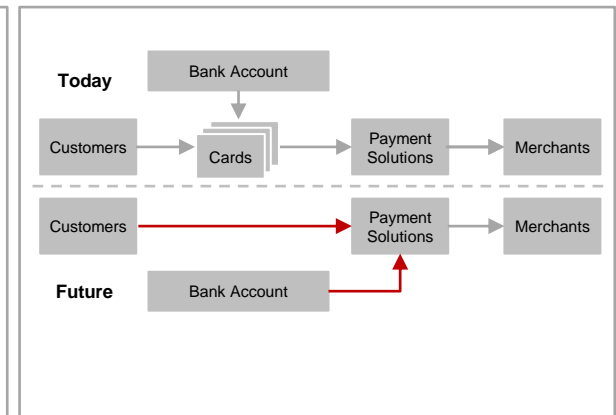 Today
Bank Account
Customers
Cards
Payment
Solutions
Merchants
Customers
Payment
Solutions
Merchants
Future
Bank Account